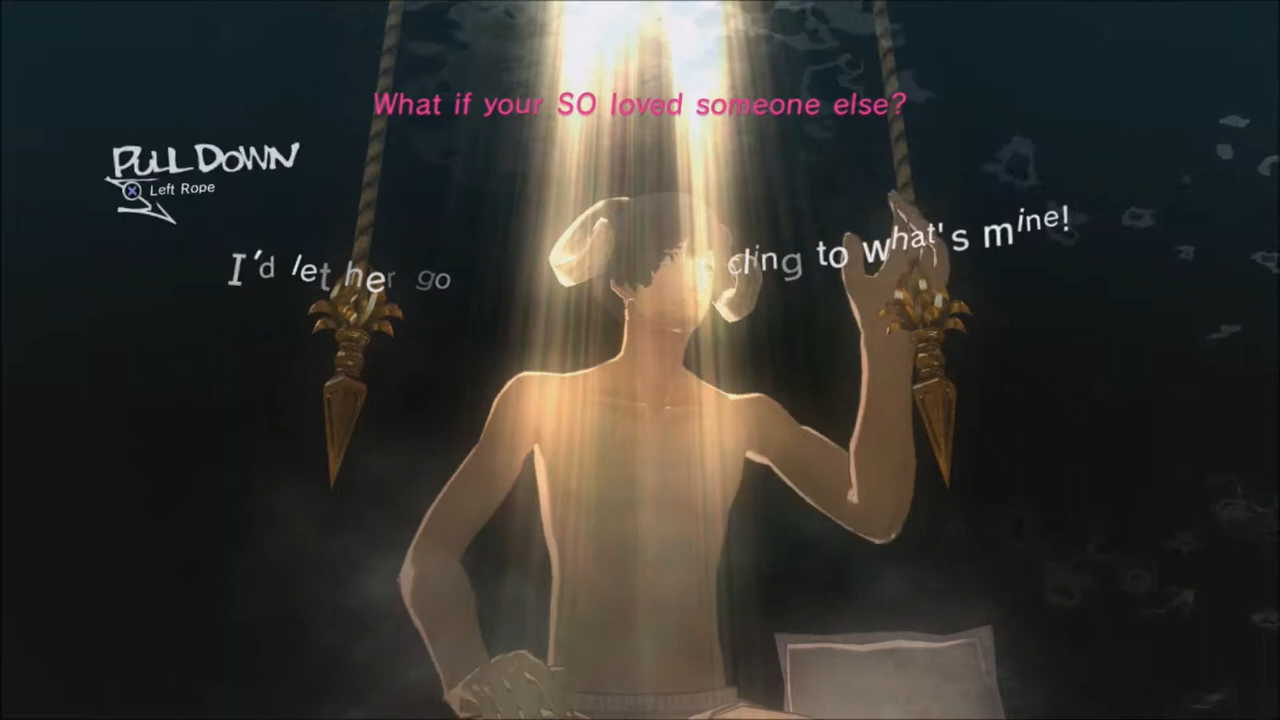 What if your SO loved someone else?
PULL DOWN
Left Rope
I'd let her go
cling to what's mine!